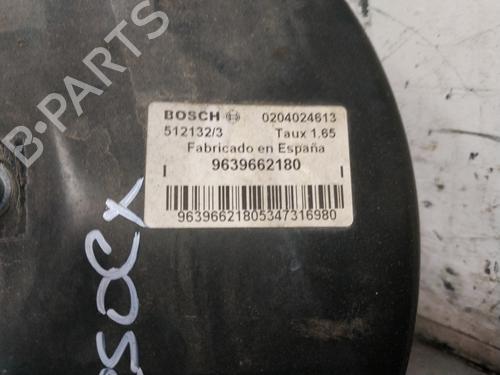 B-PARTS
BOSCH 0204024613
512132/3 Taux 1.65
Fabricado en España
I 9639662180 I
96396621805347316980